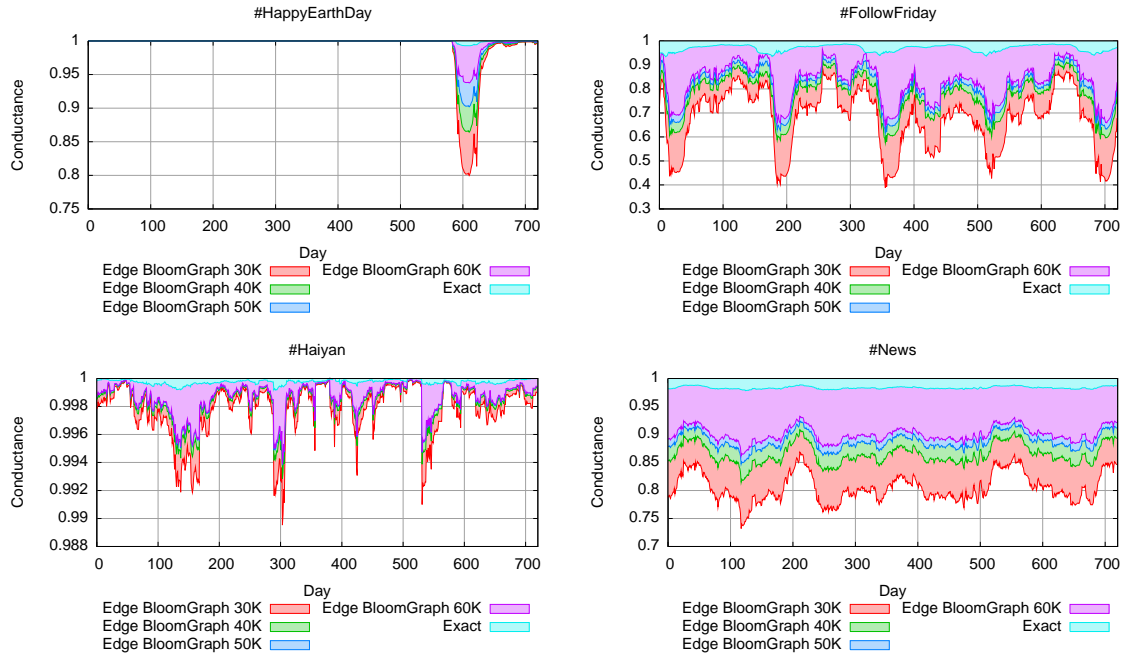 #HappyEarthDay
1
0.95
0.9
0.85
0.8
0.75
Conductance
0 100 200 300 400 500 600 700
Day
Edge BloomGraph 30K Edge BloomGraph 60K
Edge BloomGraph 40K Exact
Edge BloomGraph 50K
#FollowFriday
1
0.9
0.8
0.7
0.6
0.5
0.4
0.3
Conductance
0 100 200 300 400 500 600 700
Day
Edge BloomGraph 30K Edge BloomGraph 60K
Edge BloomGraph 40K Exact
Edge BloomGraph 50K
#Haiyan
1
0.998
0.996
0.994
0.992
0.99
0.988
Conductance
0 100 200 300 400 500 600 700
Day
Edge BloomGraph 30K Edge BloomGraph 60K
Edge BloomGraph 40K Exact
Edge BloomGraph 50K
#News
1
0.95
0.9
0.85
0.8
0.75
0.7
Conductance
0 100 200 300 400 500 600 700
Day
Edge BloomGraph 30K Edge BloomGraph 60K
Edge BloomGraph 40K Exact
Edge BloomGraph 50K